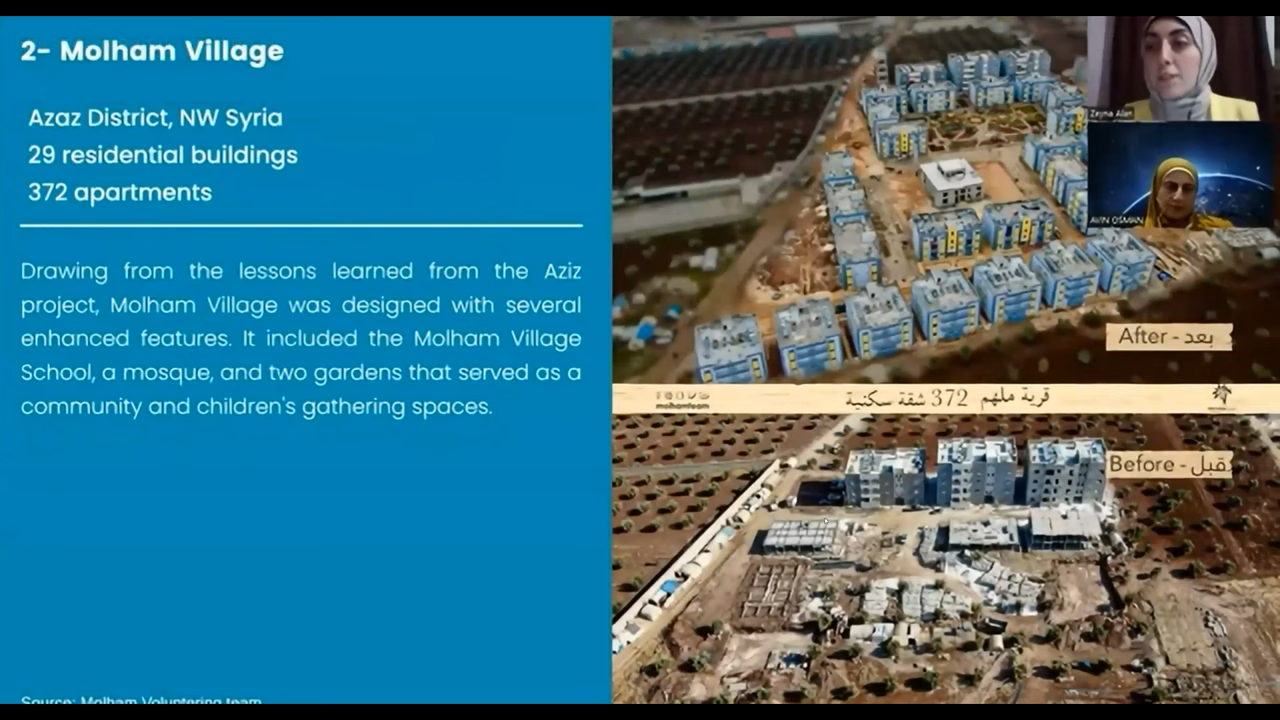 2- Molham Village
Azaz District, NW Syria
29 residential buildings
372 apartments
Drawing from the lessons learned from the Aziz
project, Molham Village was designed with several
enhanced features. It included the Molham Village
School, a mosque, and two gardens that served as a
community and children's gathering spaces.
Source: Molham Voluntering team
Zeyna Alan
AVIN OSMAN
After - بعد
molhamteam
قرية ملهم 372 شقة سكنية
Before - قبل